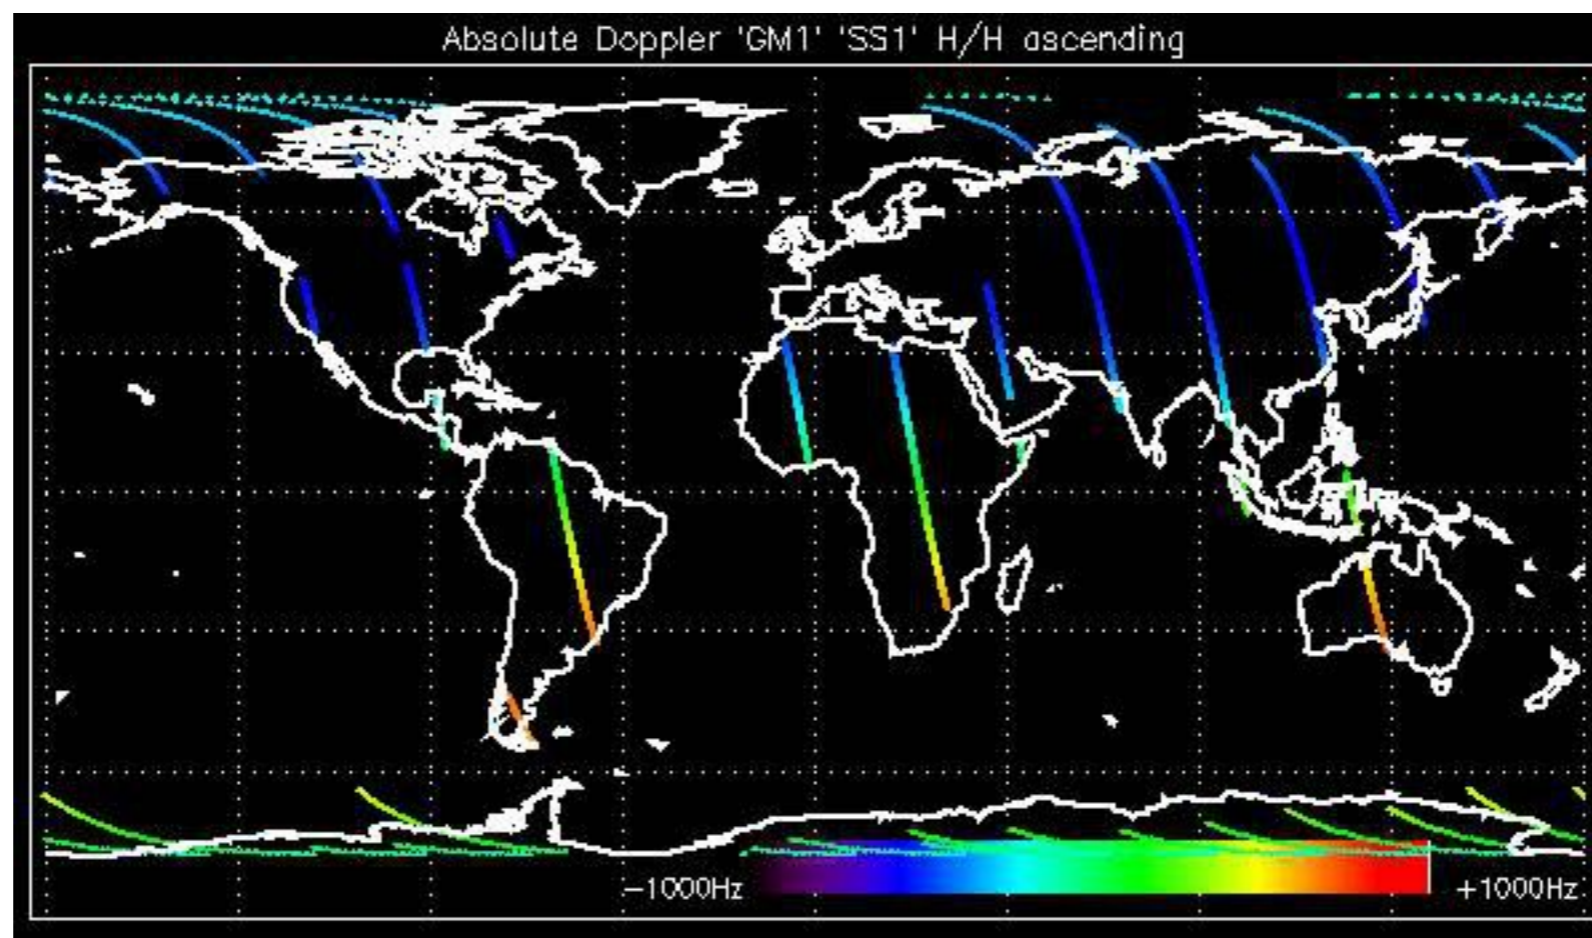 Absolute Doppler 'GM1' 'SS1' H/H ascending
−1000Hz
+1000Hz